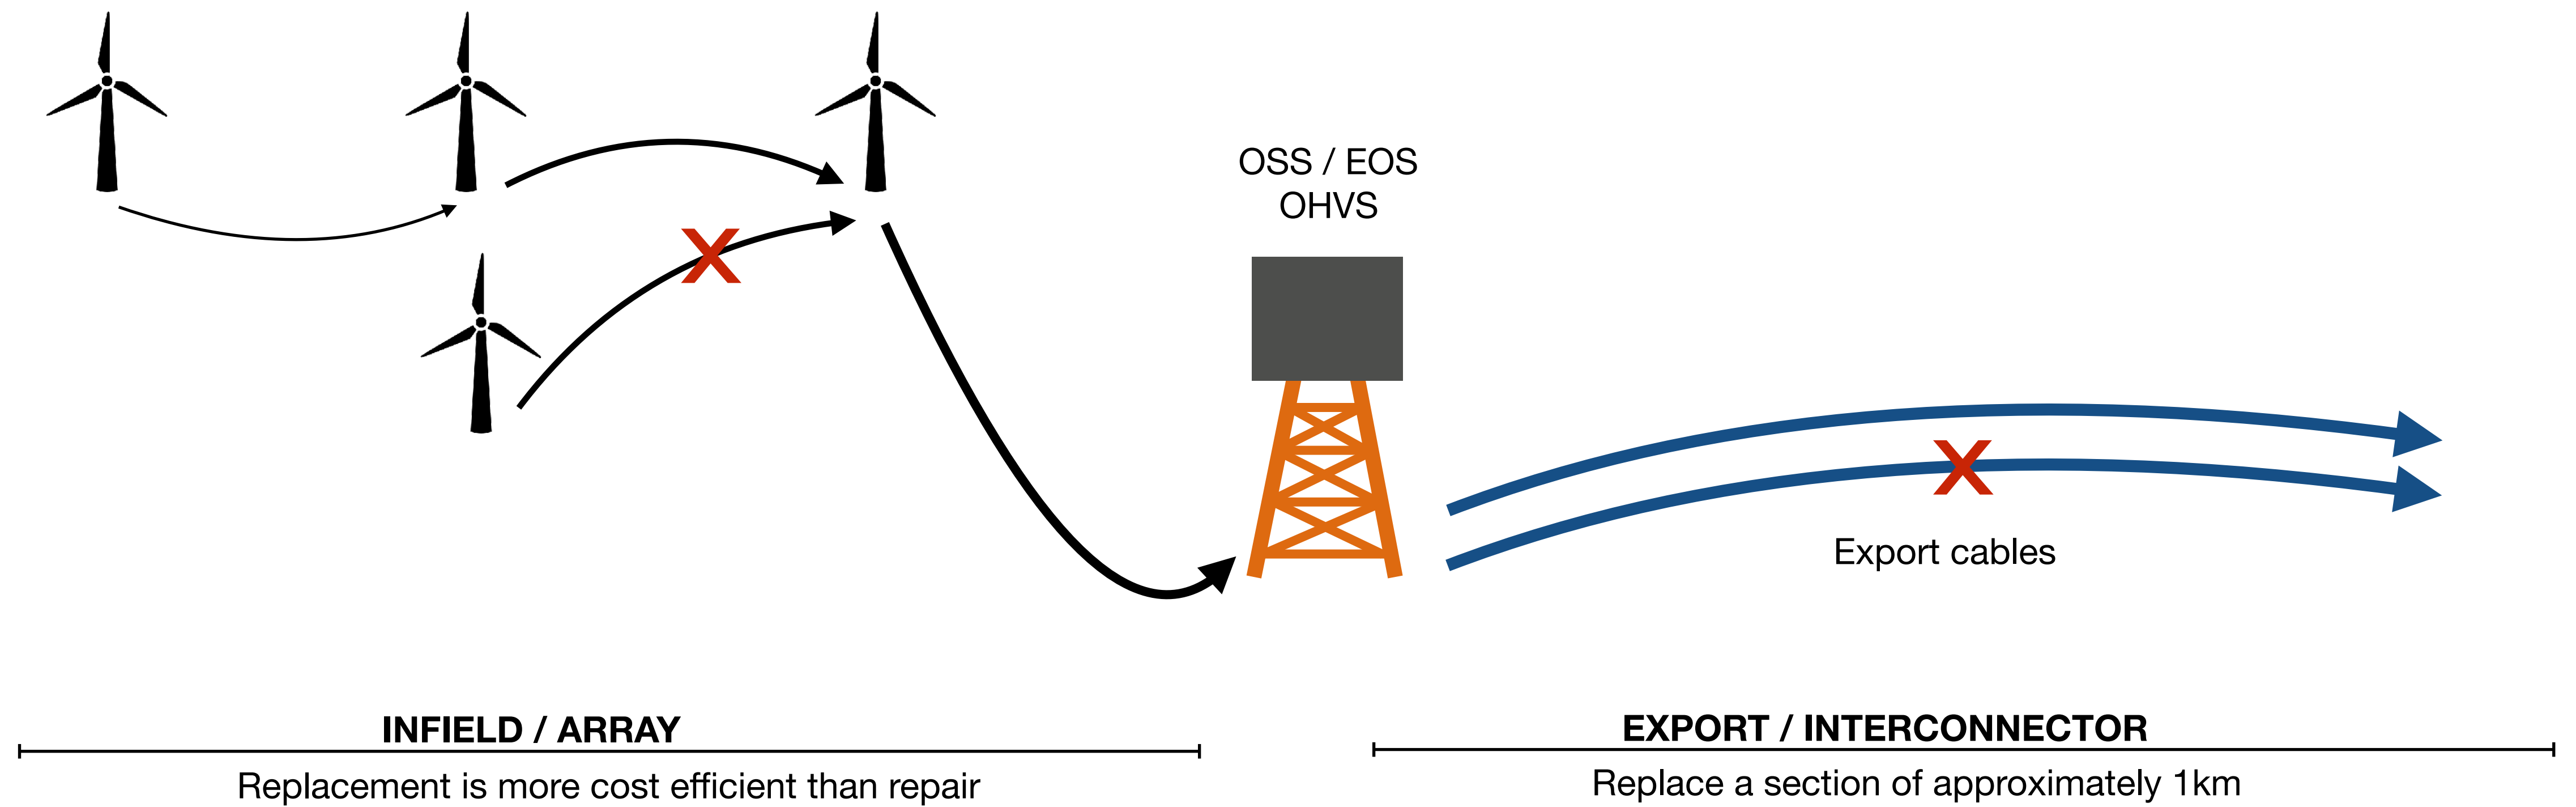 OSS / EOS
OHVS
Export cables
INFIELD / ARRAY
Replacement is more cost efficient than repair
EXPORT / INTERCONNECTOR
Replace a section of approximately 1km